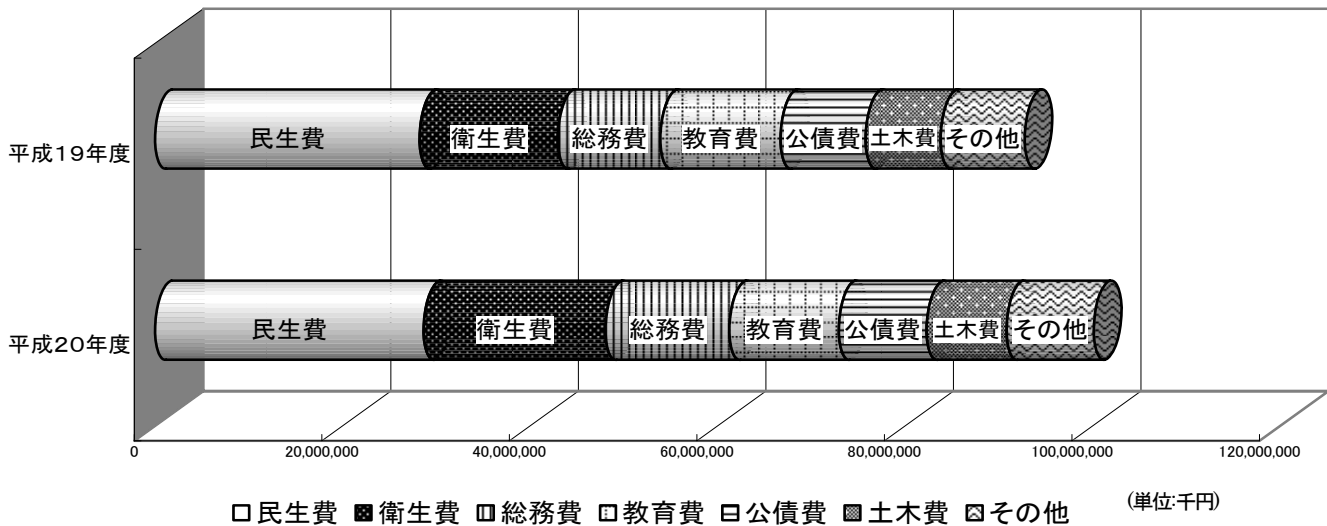 平成19年度
民生費 衛生費 総務費 教育費 公債費 土木費 その他
平成20年度
民生費 衛生費 総務費 教育費 公債費 土木費 その他
0 20,000,000 40,000,000 60,000,000 80,000,000 100,000,000 120,000,000
(単位:千円)
民生費 衛生費 総務費 教育費 公債費 土木費 その他